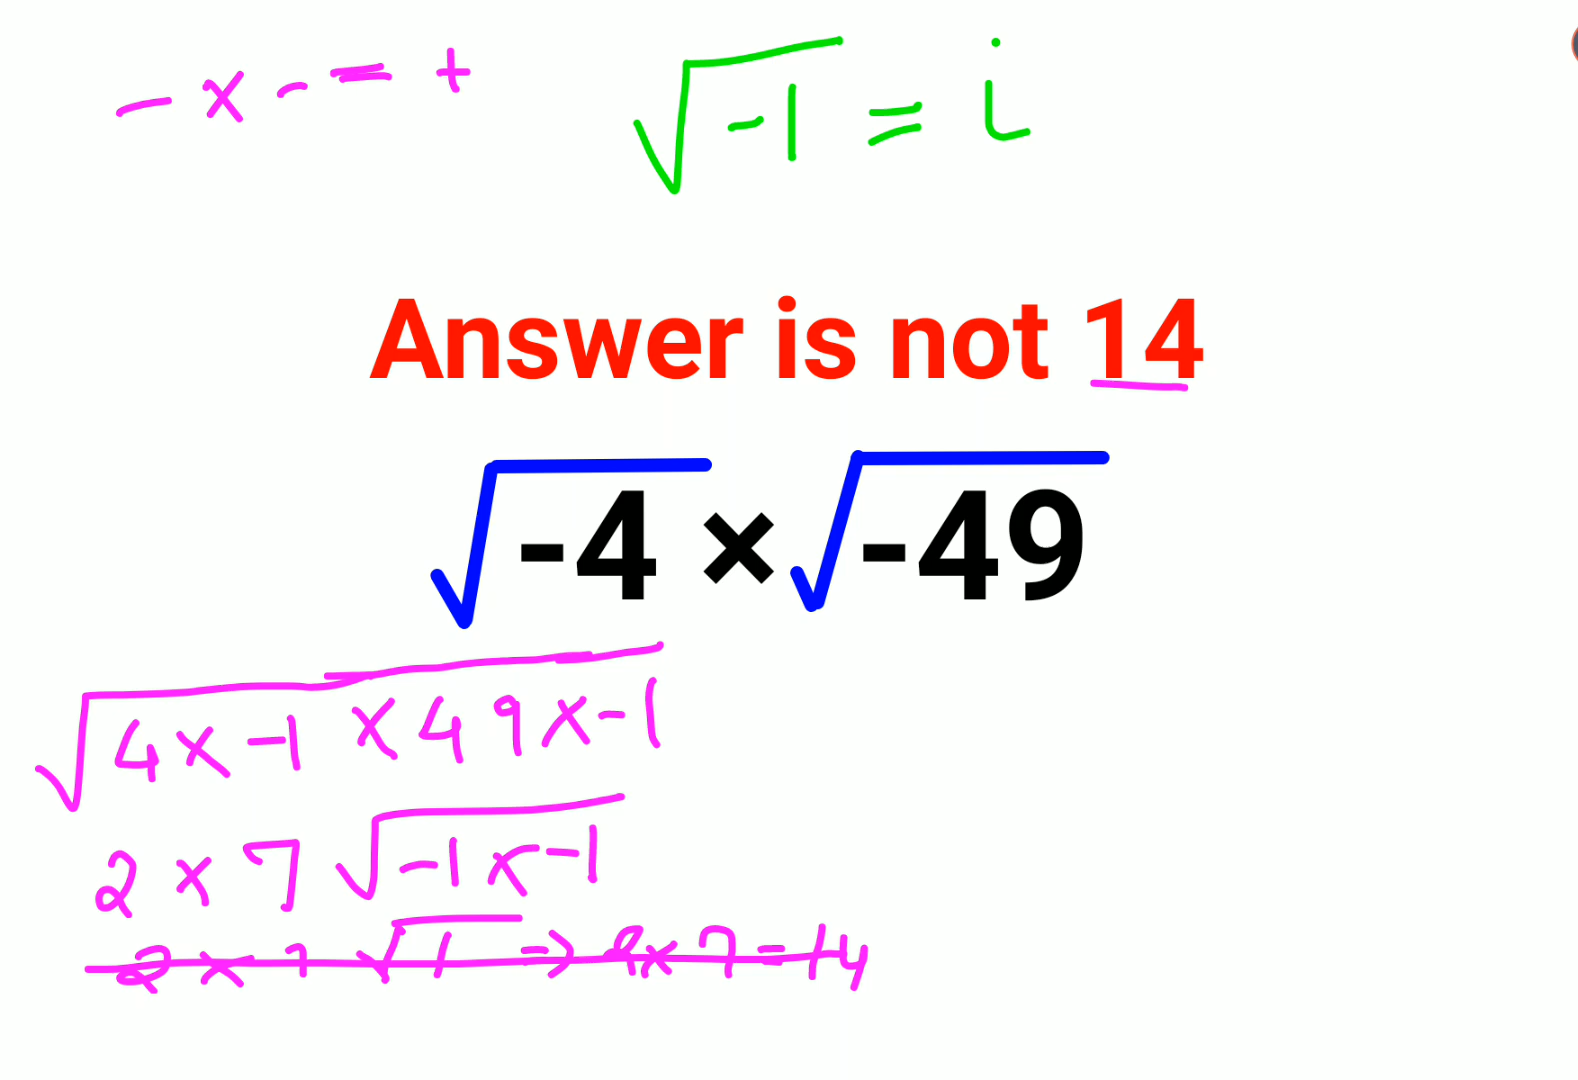 - x - = +
√-1 = i
Answer is not 14
√-4 × √-49
√4 x -1 x 49 x -1
2 x 7 √-1 x -1
2 x 7 √1 => 2 x 7 = 14